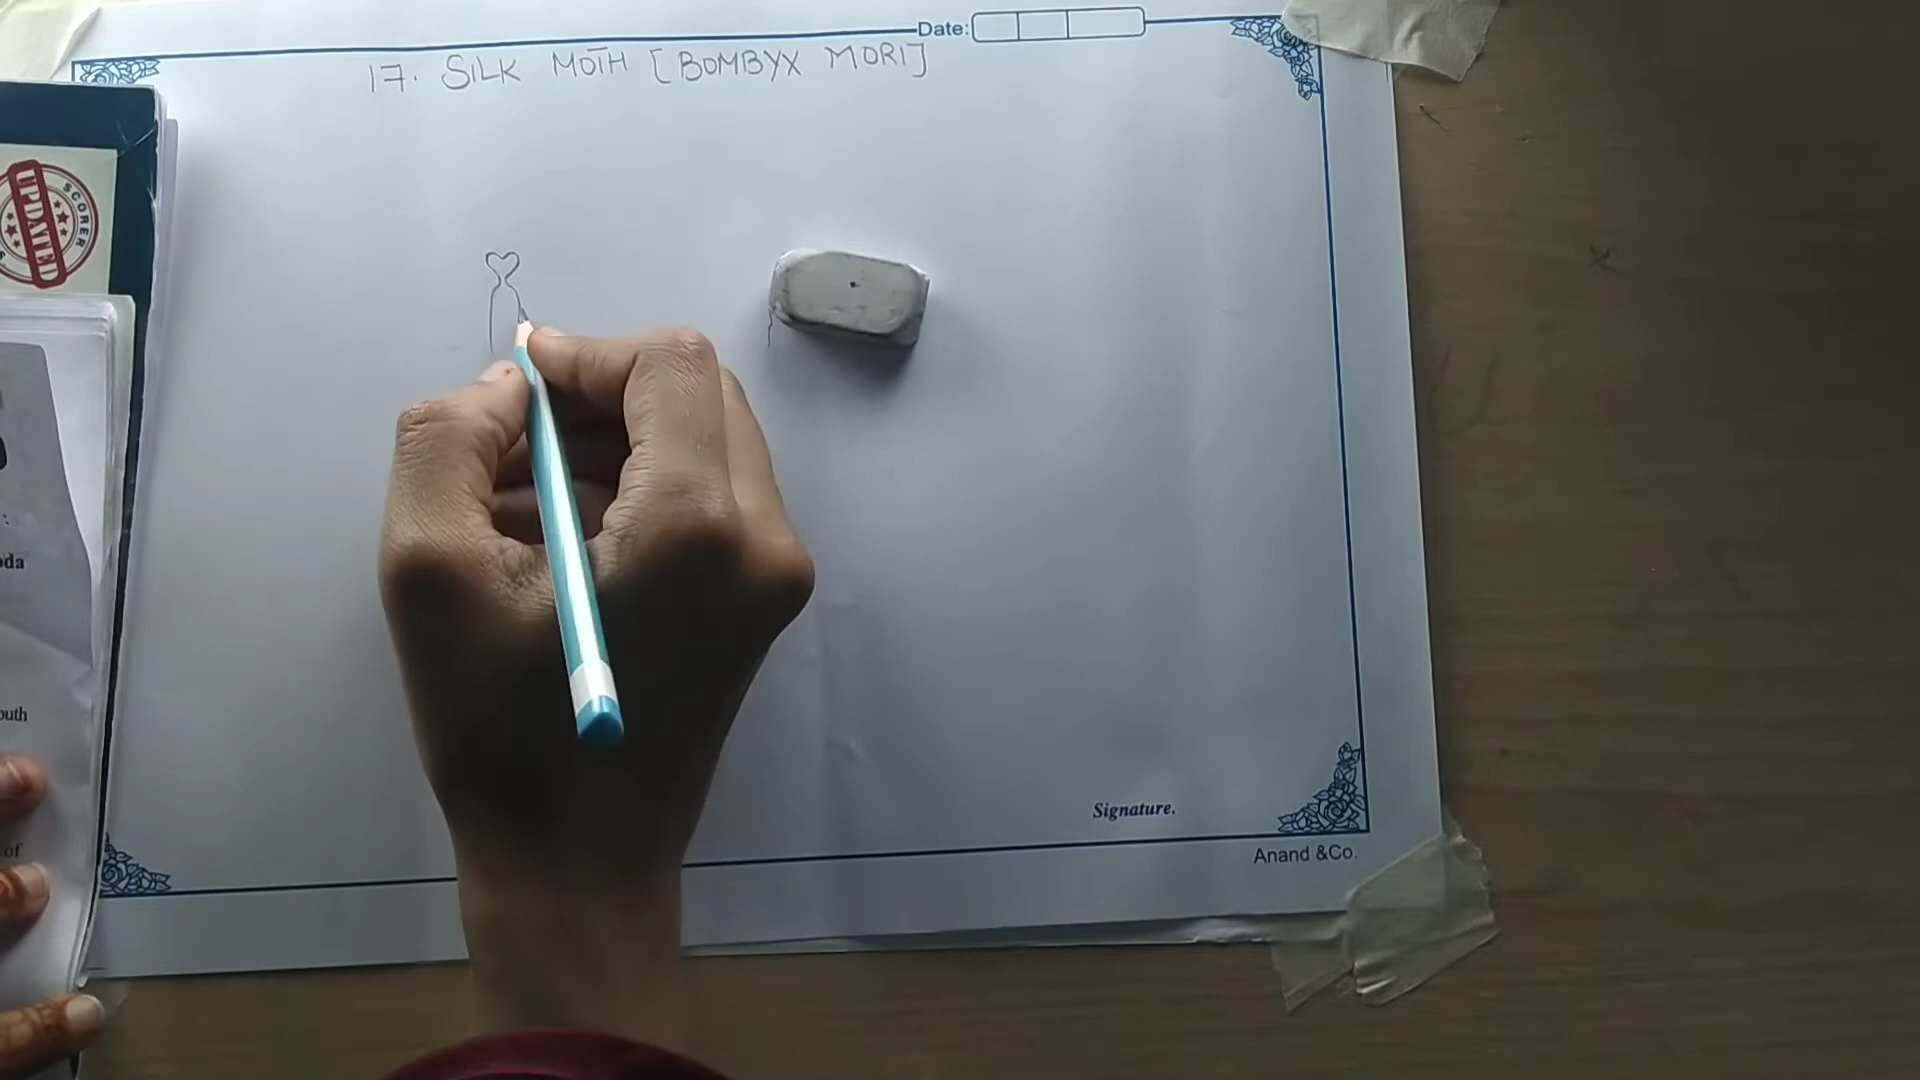 Date:
17. SILK MOTH [BOMBYX MORI]
SCORER
UPDATED
oda
outh
of
Signature.
Anand &Co.